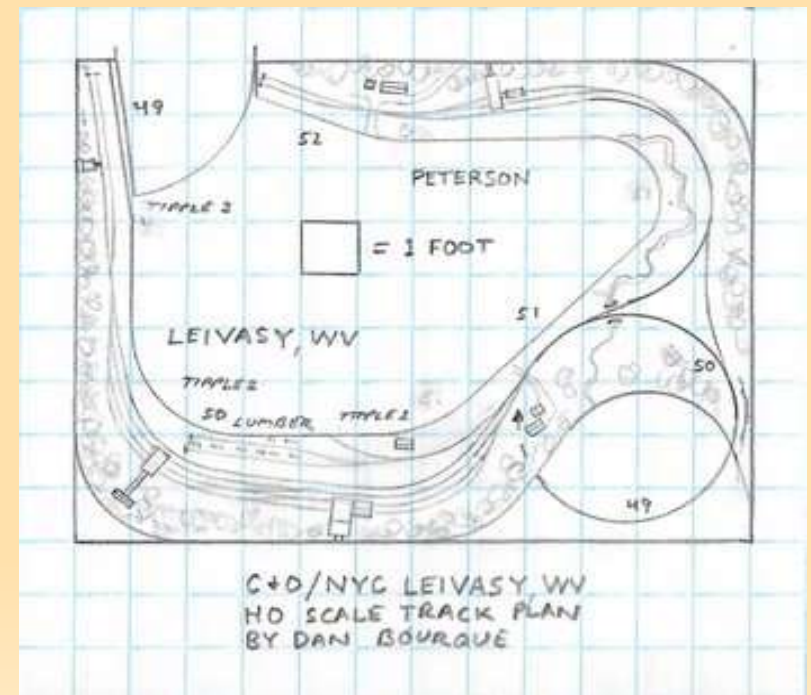 49
52
PETERSON
TIPPLE 3
= 1 FOOT
51
LEIVASY, WV
50
TIPPLE 2
50 LUMBER TIPPLE 1
49
C+O/NYC LEIVASY, WV
HO SCALE TRACK PLAN
BY DAN BOURQUE